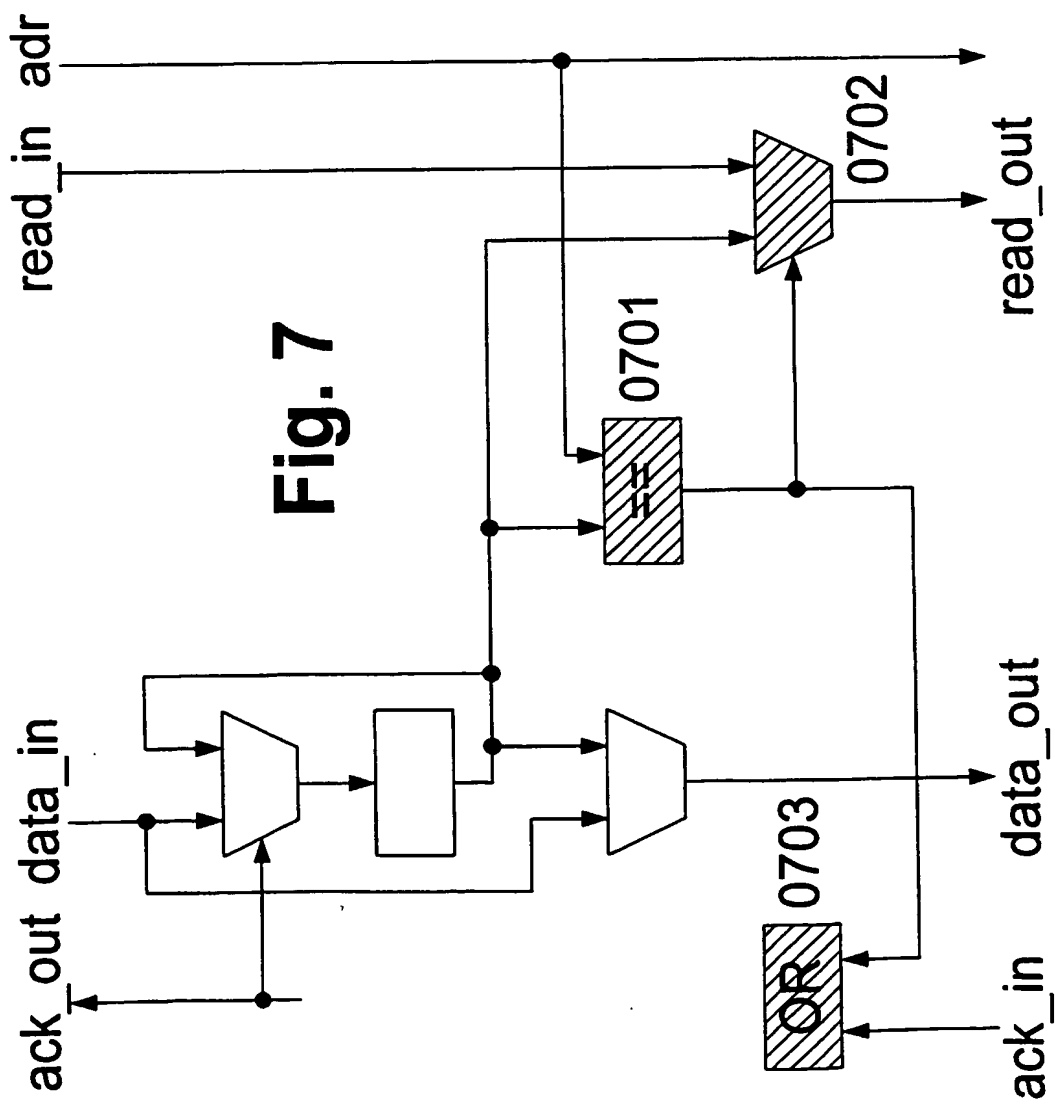 ack_out data_in read_in adr
Fig. 7
==
0701
0702
OR
0703
ack_in data_out read_out